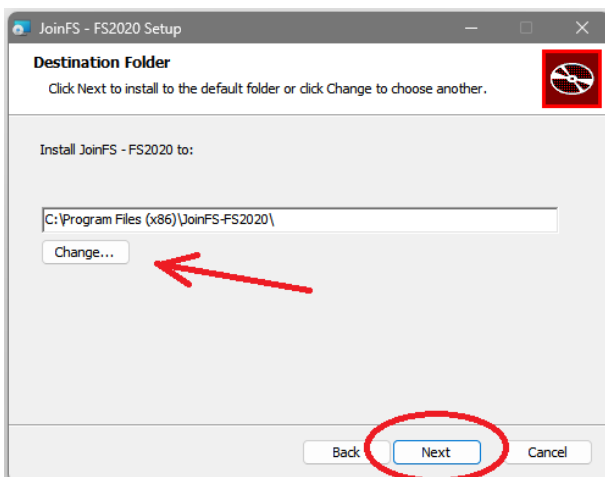 JoinFS - FS2020 Setup
Destination Folder
Click Next to install to the default folder or click Change to choose another.
Install JoinFS - FS2020 to:
C:\Program Files (x86)\JoinFS-FS2020\
Change...
Back Next Cancel